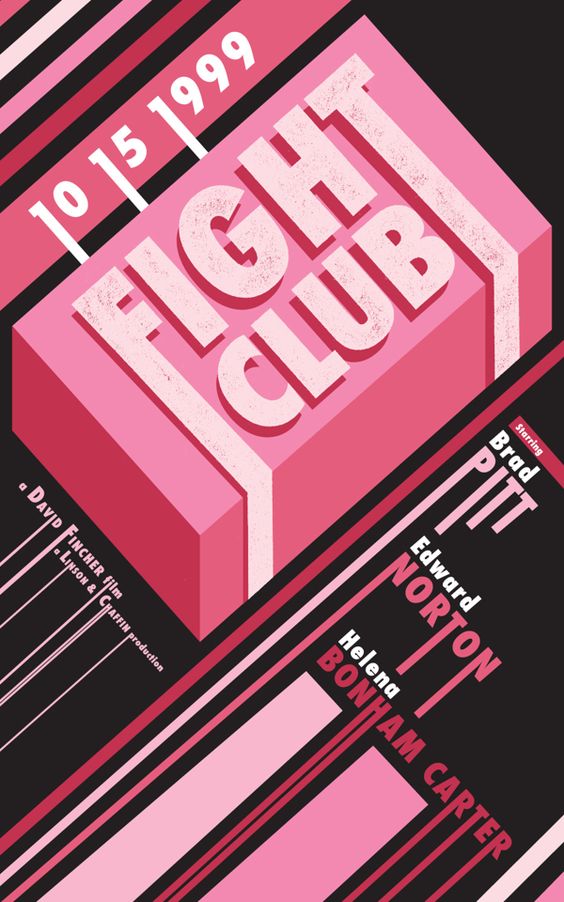 10 15 1999
FIGHT
CLUB
a DAVID FINCHER film
a LINSON & CHAFFIN production
Starring
Brad
PITT
Edward
NORTON
Helena
BONHAM CARTER